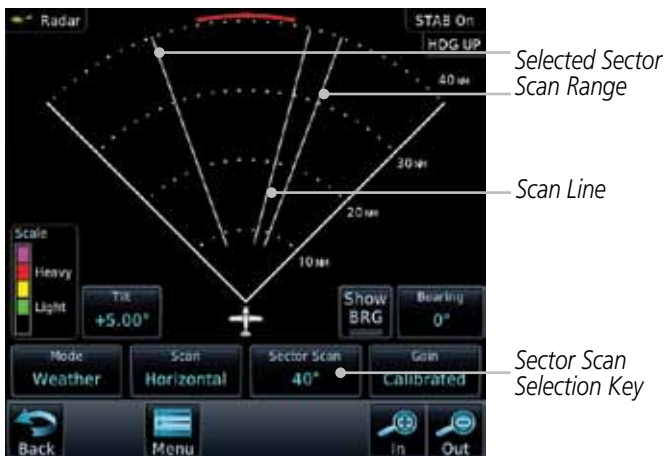 Radar
STAB On
HDG UP
Selected Sector
Scan Range
40 NM
30 NM
Scan Line
20 NM
Scale
10 NM
Heavy
Light
Tilt
+5.00°
Show
BRG
Bearing
0°
Mode
Weather
Scan
Horizontal
Sector Scan
40°
Gain
Calibrated
Sector Scan
Selection Key
Back
Menu
In
Out